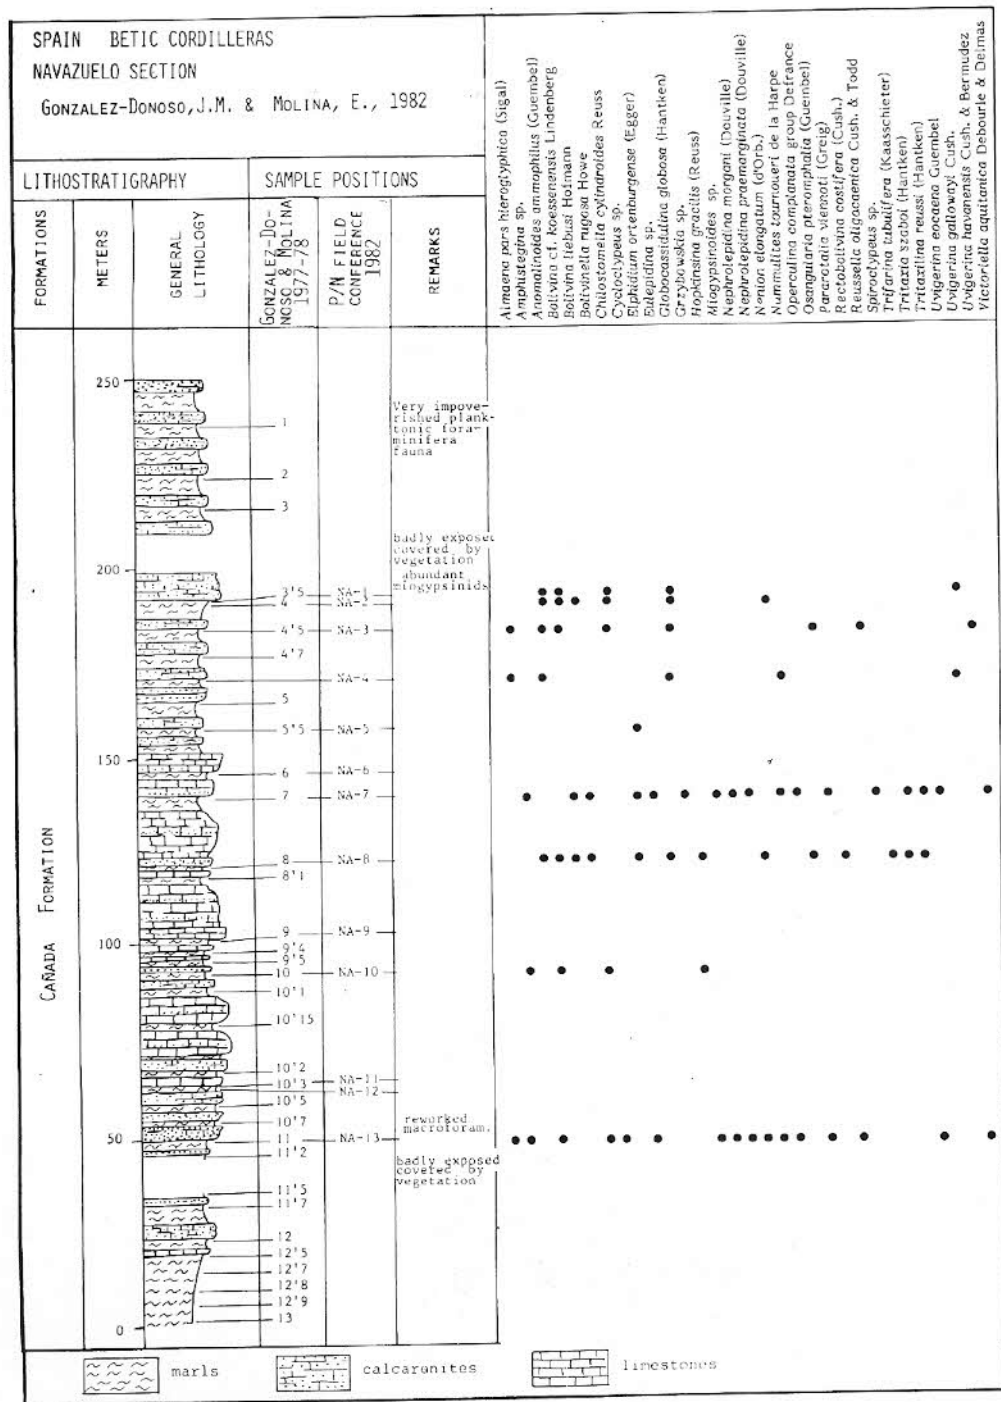 SPAIN BETIC CORDILLERAS
NAVAZUELO SECTION
GONZALEZ-DONOSO, J.M. & MOLINA, E., 1982
LITHOSTRATIGRAPHY
SAMPLE POSITIONS
FORMATIONS
METERS
GENERAL
LITHOLOGY
GONZALEZ-DO-
NOSO & MOLINA
1977-78
P/N FIELD
CONFERENCE
1982
REMARKS
Almaena pars hieroglyphica (Sigal)
Amphistegina sp.
Anomalinoides ammophilus (Guembel)
Bolivina cf. koessenensis Lindenberg
Bolivina liebusi Hofmann
Bolivinella rugosa Howe
Chilostomella cylindroides Reuss
Cycloclypeus sp.
Elphidium ortenburgense (Egger)
Eulepidina sp.
Globocassidulina globosa (Hantken)
Grzybowskia sp.
Hopkinsina gracilis (Reuss)
Miogypsinoides sp.
Nephrolepidina morgani (Douville)
Nephrolepidina praemarginata (Douville)
Nonion elongatum (d'Orb.)
Nummulites tournoueri de la Harpe
Operculina complanata group Defrance
Osangularia pteromphalia (Guembel)
Pararotalia viennoti (Greig)
Rectobolivina costifera (Cush.)
Reussella oligocaenica Cush. & Todd
Spiroclypeus sp.
Trifarina tubulifera (Kaasschieter)
Tritaxia szaboi (Hantken)
Tritaxilina reussi (Hantken)
Uvigerina eocaena Guembel
Uvigerina gallowayi Cush.
Uvigerina havanensis Cush. & Bermudez
Victoriella aquitanica Debourle & Delmas
CAÑADA FORMATION
250
Very impove-
rished plank-
tonic fora-
minifera
fauna
1
2
3
badly exposed
covered by
vegetation
200
abundant
miogypsinids
3'5 NA-1
4 NA-2
4'5 NA-3
4'7
NA-4
5
5'5 NA-5
150
6 NA-6
7 NA-7
8 NA-8
8'1
9 NA-9
100
9'4
9'5
10 NA-10
10'1
10'15
10'2
10'3 NA-11
NA-12
10'5
10'7
reworked
macroforam.
50
11 NA-13
11'2
badly exposed
covered by
vegetation
11'5
11'7
12
12'5
12'7
12'8
12'9
13
0
marls
calcarenites
limestones